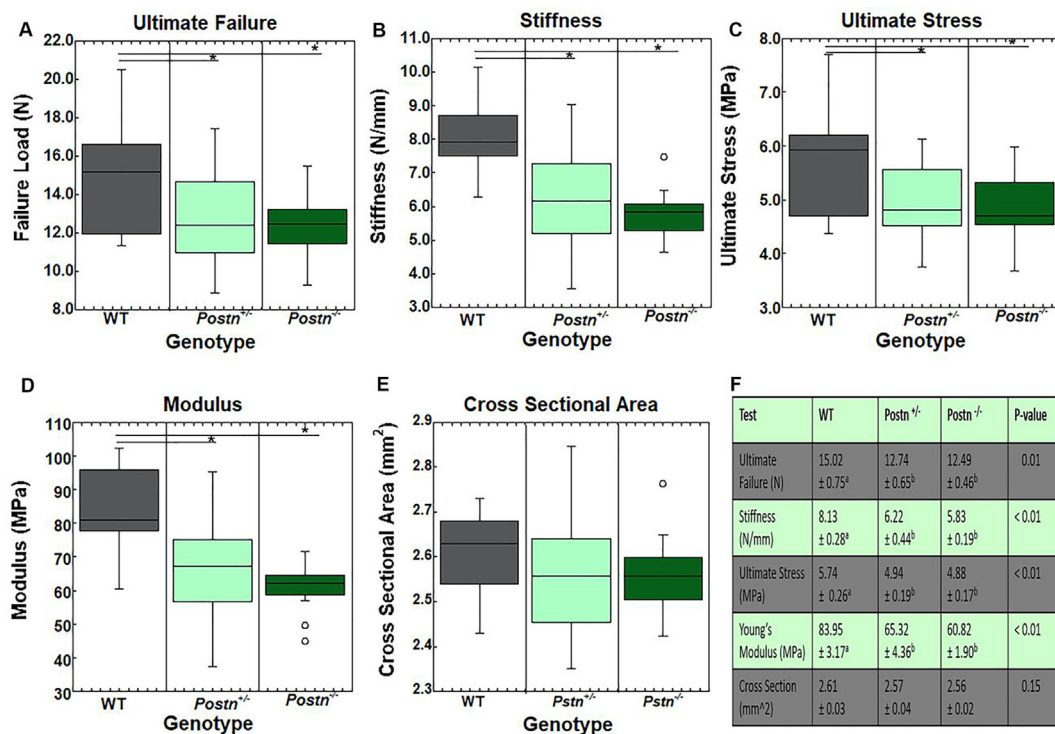 A
Ultimate Failure
22.0
20.0
18.0
16.0
14.0
12.0
10.0
8.0
Failure Load (N)
*
*
WT
Postn+/-
Postn-/-
Genotype
B
Stiffness
11.0
10.0
9.0
8.0
7.0
6.0
5.0
4.0
3.0
Stiffness (N/mm)
*
*
WT
Postn+/-
Postn-/-
Genotype
C
Ultimate Stress
8.0
7.0
6.0
5.0
4.0
3.0
Ultimate Stress (MPa)
*
*
WT
Postn+/-
Postn-/-
Genotype
D
Modulus
110
100
90
80
70
60
50
40
30
Modulus (MPa)
*
*
WT
Postn+/-
Postn-/-
Genotype
E
Cross Sectional Area
2.9
2.8
2.7
2.6
2.5
2.4
2.3
Cross Sectional Area (mm2)
WT
Pstn+/-
Pstn-/-
Genotype
F
Test WT Postn +/- Postn -/- P-value
Ultimate 15.02 12.74 12.49 0.01
Failure (N) ± 0.75a ± 0.65b ± 0.46b
Stiffness 8.13 6.22 5.83 < 0.01
(N/mm) ± 0.28a ± 0.44b ± 0.19b
Ultimate Stress 5.74 4.94 4.88 < 0.01
(MPa) ± 0.26a ± 0.19b ± 0.17b
Young's 83.95 65.32 60.82 < 0.01
Modulus (MPa) ± 3.17a ± 4.36b ± 1.90b
Cross Section 2.61 2.57 2.56 0.15
(mm^2) ± 0.03 ± 0.04 ± 0.02